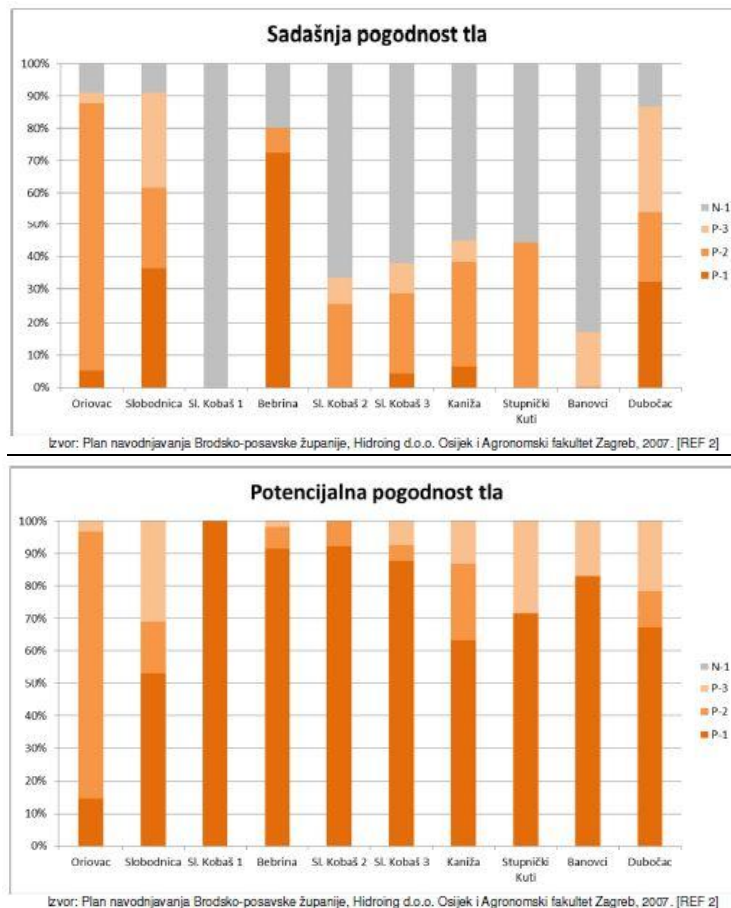 Sadašnja pogodnost tla
100%
90%
80%
70%
60%
50%
40%
30%
20%
10%
0%
Oriovac Slobodnica Sl. Kobaš 1 Bebrina Sl. Kobaš 2 Sl. Kobaš 3 Kaniža Stupnički Kuti Banovci Dubočac
N-1
P-3
P-2
P-1
Izvor: Plan navodnjavanja Brodsko-posavske županije, Hidroing d.o.o. Osijek i Agronomski fakultet Zagreb, 2007. [REF 2]
Potencijalna pogodnost tla
100%
90%
80%
70%
60%
50%
40%
30%
20%
10%
0%
Oriovac Slobodnica Sl. Kobaš 1 Bebrina Sl. Kobaš 2 Sl. Kobaš 3 Kaniža Stupnički Kuti Banovci Dubočac
N-1
P-3
P-2
P-1
Izvor: Plan navodnjavanja Brodsko-posavske županije, Hidroing d.o.o. Osijek i Agronomski fakultet Zagreb, 2007. [REF 2]